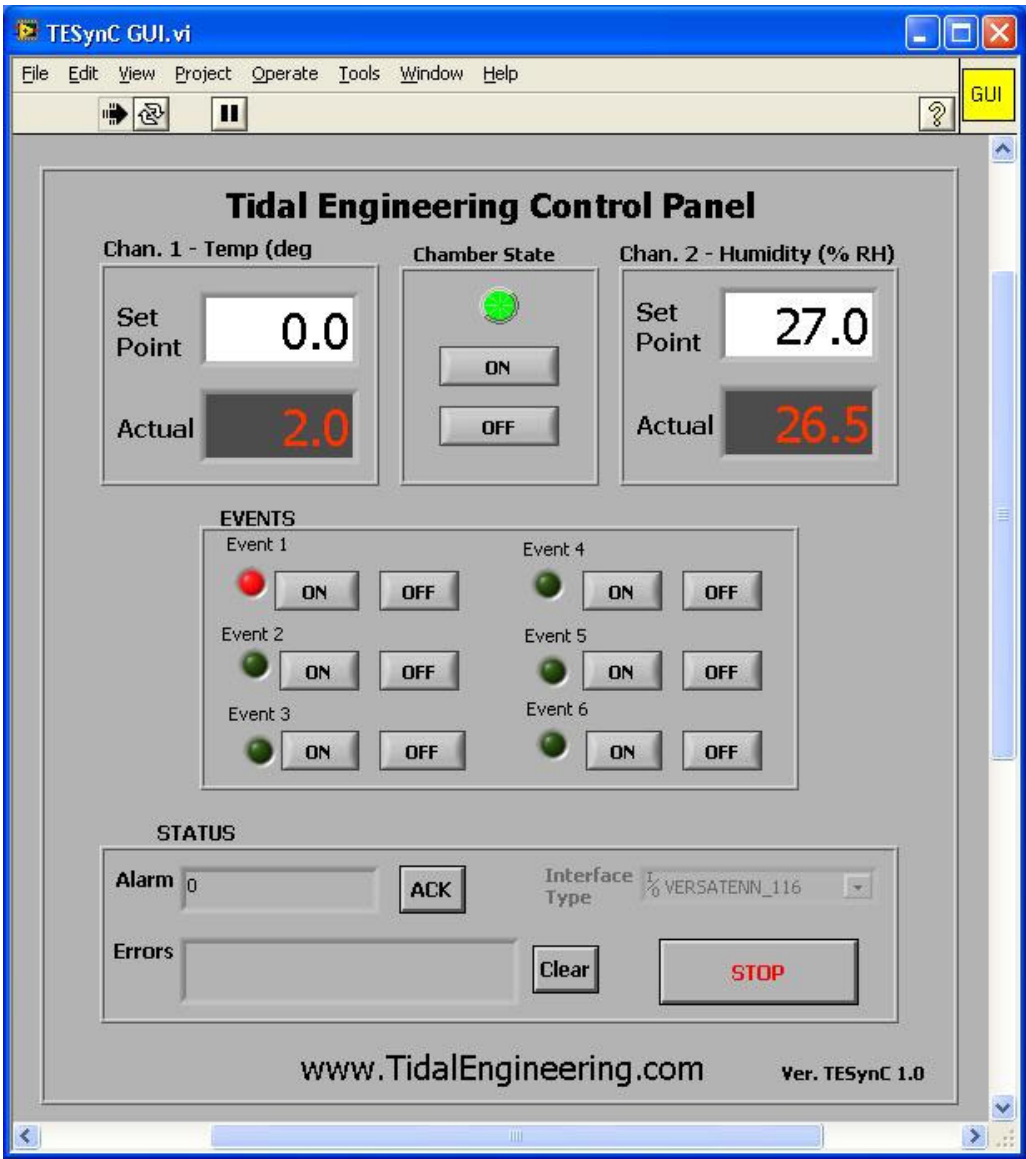 TESynC GUI.vi
File Edit View Project Operate Tools Window Help
GUI
?
Tidal Engineering Control Panel
Chan. 1 - Temp (deg
Chamber State
Chan. 2 - Humidity (% RH)
Set Point 0.0
Actual 2.0
ON
OFF
Set Point 27.0
Actual 26.5
EVENTS
Event 1
ON OFF
Event 4
ON OFF
Event 2
ON OFF
Event 5
ON OFF
Event 3
ON OFF
Event 6
ON OFF
STATUS
Alarm 0 ACK
Interface Type I/O VERSATENN_116
Errors Clear STOP
www.TidalEngineering.com
Ver. TESynC 1.0